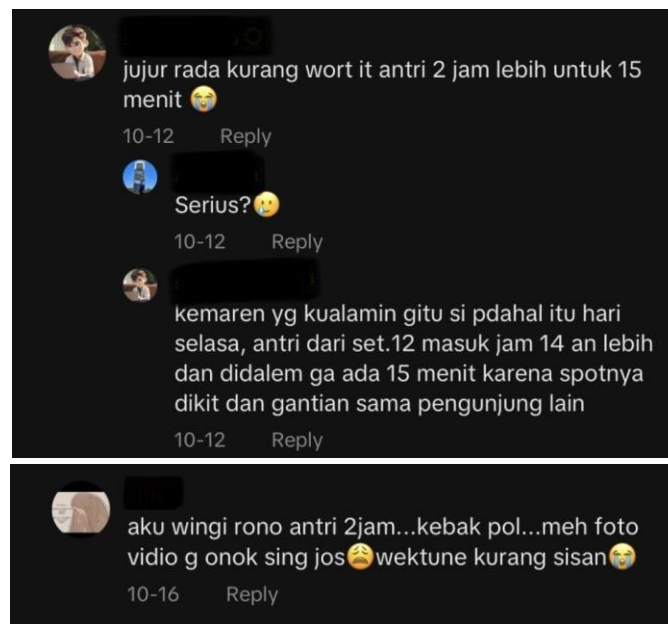 jujur rada kurang wort it antri 2 jam lebih untuk 15
menit 😭
10-12 Reply
Serius?🥲
10-12 Reply
kemaren yg kualamin gitu si pdahal itu hari
selasa, antri dari set.12 masuk jam 14 an lebih
dan didalem ga ada 15 menit karena spotnya
dikit dan gantian sama pengunjung lain
10-12 Reply
aku wingi rono antri 2jam...kebak pol...meh foto
vidio g onok sing jos😩wektune kurang sisan😭
10-16 Reply